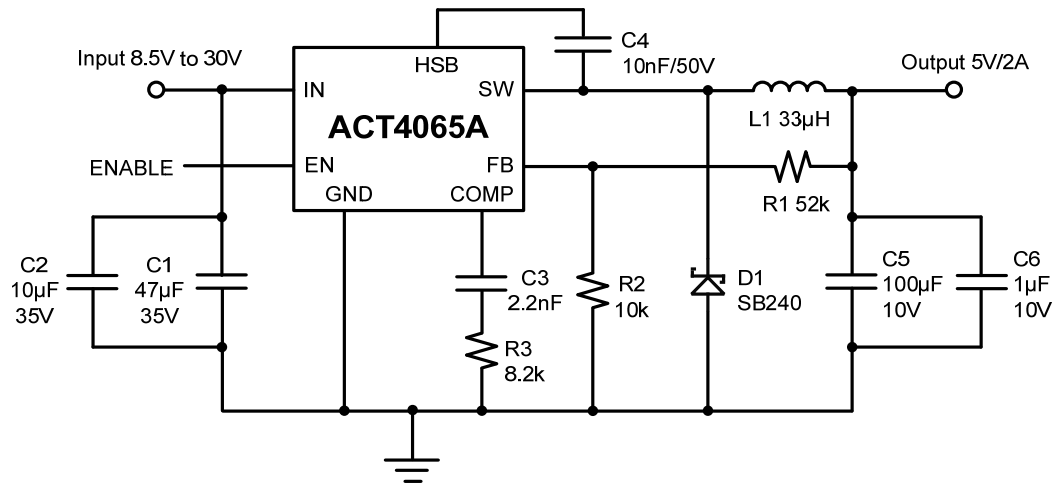 Input 8.5V to 30V
HSB
C4
10nF/50V
Output 5V/2A
IN
SW
L1 33µH
ACT4065A
ENABLE
EN
FB
GND
COMP
R1 52k
C2
10µF
35V
C1
47µF
35V
C3
2.2nF
R2
10k
D1
SB240
C5
100µF
10V
C6
1µF
10V
R3
8.2k